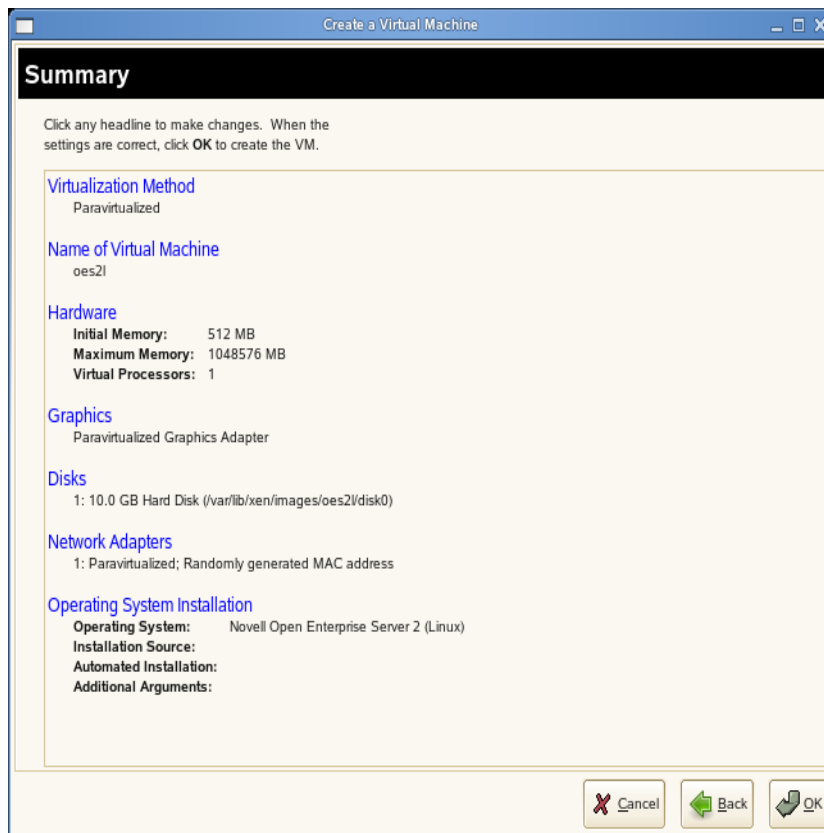 Create a Virtual Machine
Summary
Click any headline to make changes. When the
settings are correct, click OK to create the VM.
Virtualization Method
Paravirtualized
Name of Virtual Machine
oes2l
Hardware
Initial Memory: 512 MB
Maximum Memory: 1048576 MB
Virtual Processors: 1
Graphics
Paravirtualized Graphics Adapter
Disks
1: 10.0 GB Hard Disk (/var/lib/xen/images/oes2l/disk0)
Network Adapters
1: Paravirtualized; Randomly generated MAC address
Operating System Installation
Operating System: Novell Open Enterprise Server 2 (Linux)
Installation Source:
Automated Installation:
Additional Arguments:
Cancel Back OK